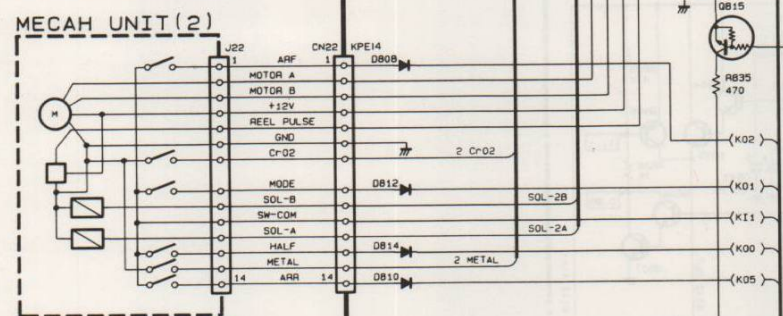 MECAH UNIT(2)
J22
CN22
KPE14
Q815
1
ARF
1
D808
MOTOR A
MOTOR B
R835
470
M
+12V
REEL PULSE
GND
(K02)
CrO2
2 CrO2
MODE
D812
(K01)
SOL-B
SOL-2B
SW-COM
(KI1)
SOL-A
SOL-2A
HALF
D814
(K00)
METAL
2 METAL
14
ARR
14
D810
(K05)